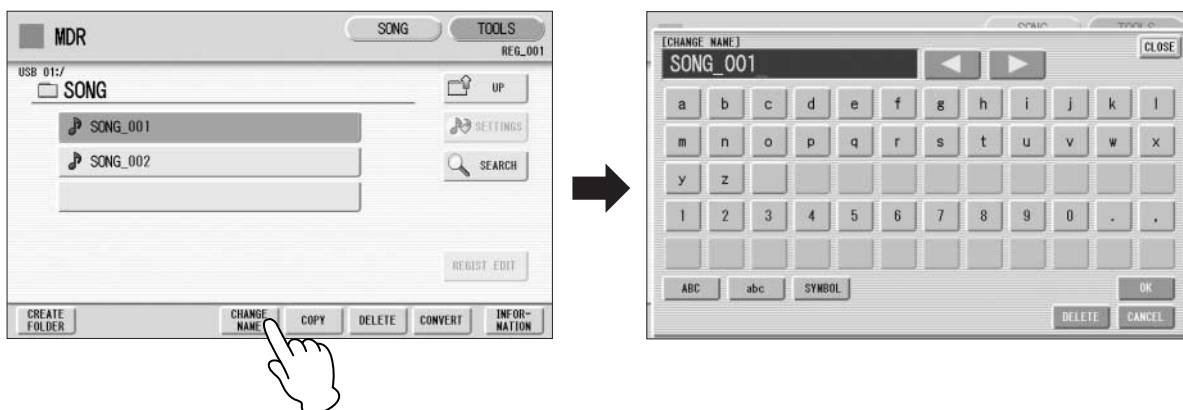 MDR
SONG TOOLS
REG_001
USB 01:/
SONG
UP
SONG_001
SETTINGS
SONG_002
SEARCH
REGIST EDIT
CREATE FOLDER
CHANGE NAME
COPY
DELETE
CONVERT
INFOR-
MATION
[CHANGE NAME]
CLOSE
SONG_001
a b c d e f g h i j k l
m n o p q r s t u v w x
y z
1 2 3 4 5 6 7 8 9 0 . ,
ABC abc SYMBOL OK
DELETE CANCEL